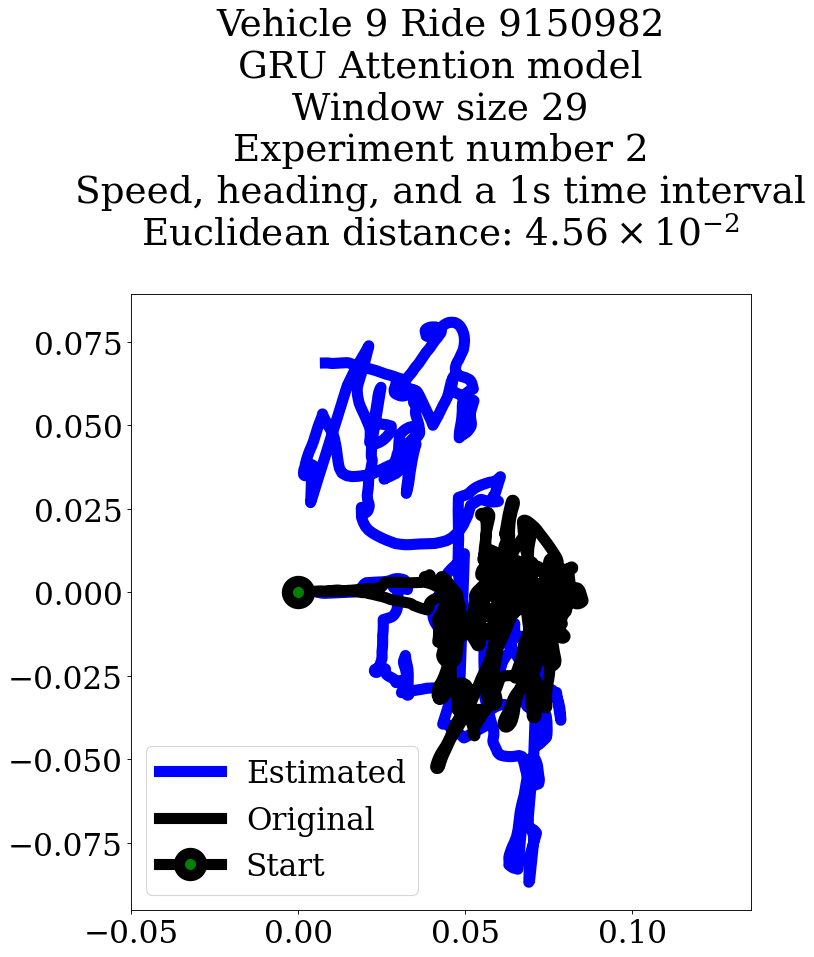 Vehicle 9 Ride 9150982
GRU Attention model
Window size 29
Experiment number 2
Speed, heading, and a 1s time interval
Euclidean distance: 4.56 × 10⁻²
0.075
0.050
0.025
0.000
−0.025
−0.050
−0.075
Estimated
Original
Start
−0.05 0.00 0.05 0.10